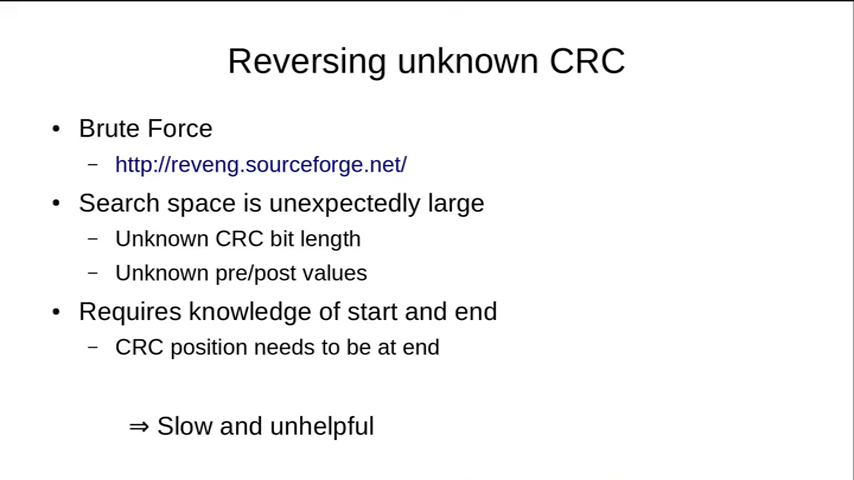 Reversing unknown CRC
• Brute Force
– http://reveng.sourceforge.net/
• Search space is unexpectedly large
– Unknown CRC bit length
– Unknown pre/post values
• Requires knowledge of start and end
– CRC position needs to be at end
⇒ Slow and unhelpful